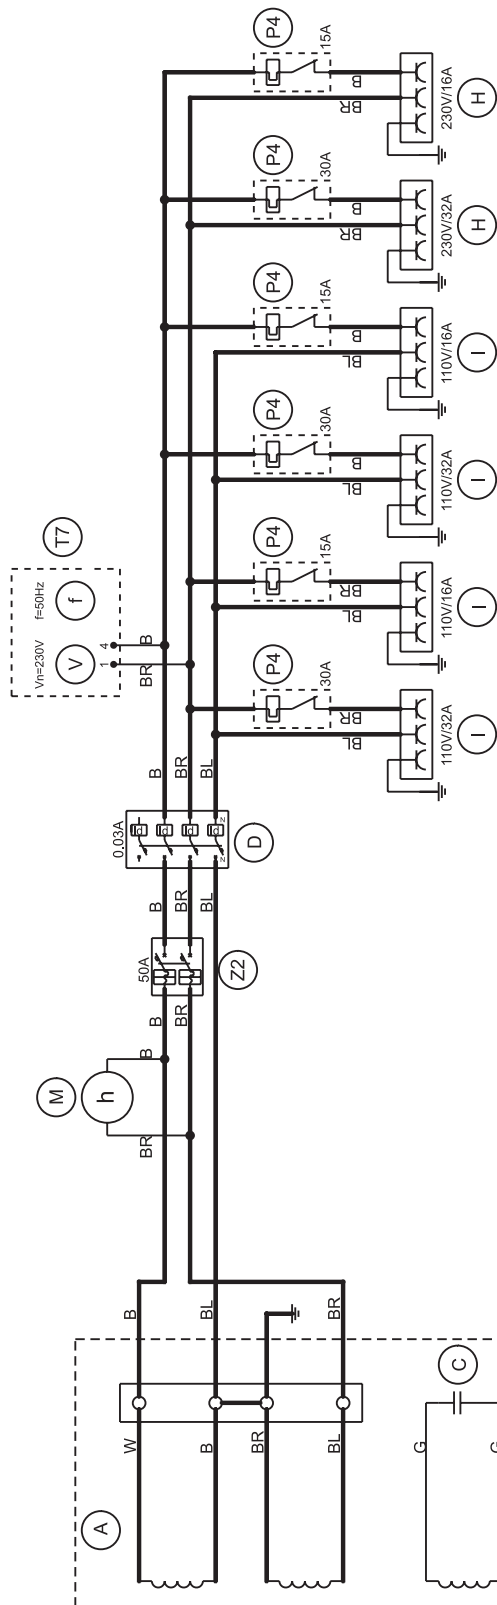 P4
15A
B
BR
230V/16A
H
P4
30A
B
BR
230V/32A
H
P4
15A
B
BL
110V/16A
I
P4
30A
B
BL
110V/32A
I
P4
15A
BR
BL
110V/16A
I
P4
30A
BR
BL
110V/32A
I
T7
Vn=230V
f=50Hz
V
f
1
4
BR
B
B
BR
BL
0.03A
N
N
D
B
BR
BL
50A
Z2
B
BR
M
h
B
BR
B
BL
BR
A
W
B
BR
BL
C
G
G